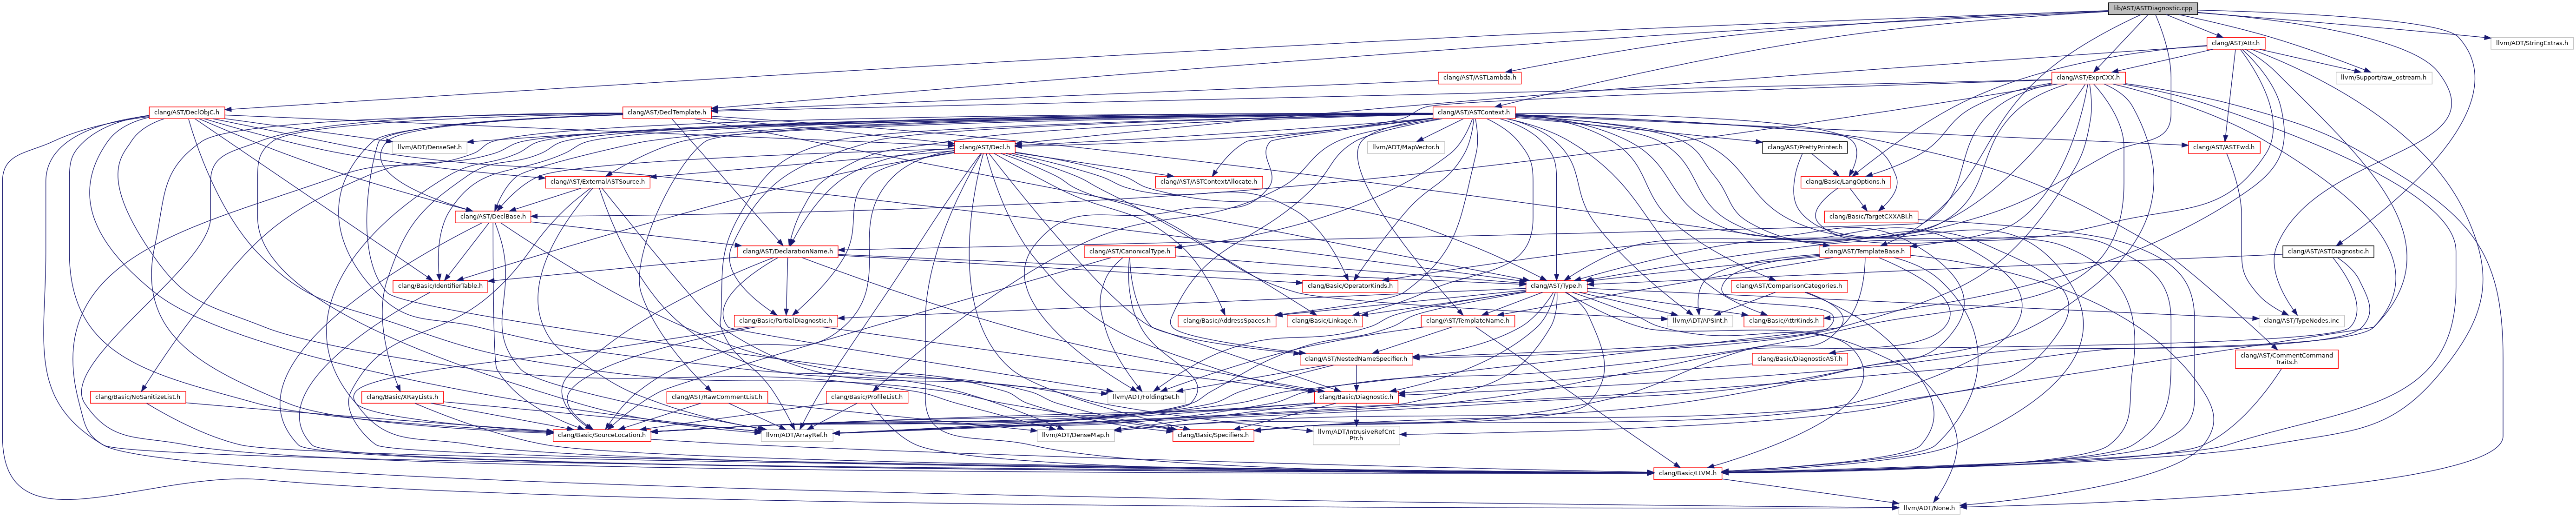 lib/AST/ASTDiagnostic.cpp
clang/AST/Attr.h
llvm/ADT/StringExtras.h
clang/AST/ASTLambda.h
clang/AST/ExprCXX.h
llvm/Support/raw_ostream.h
clang/AST/DeclObjC.h
clang/AST/DeclTemplate.h
clang/AST/ASTContext.h
llvm/ADT/DenseSet.h
clang/AST/Decl.h
llvm/ADT/MapVector.h
clang/AST/PrettyPrinter.h
clang/AST/ASTFwd.h
clang/AST/ExternalASTSource.h
clang/AST/ASTContextAllocate.h
clang/Basic/LangOptions.h
clang/AST/DeclBase.h
clang/Basic/TargetCXXABI.h
clang/AST/DeclarationName.h
clang/AST/CanonicalType.h
clang/AST/TemplateBase.h
clang/AST/ASTDiagnostic.h
clang/Basic/IdentifierTable.h
clang/Basic/OperatorKinds.h
clang/AST/Type.h
clang/AST/ComparisonCategories.h
clang/Basic/PartialDiagnostic.h
clang/Basic/AddressSpaces.h
clang/Basic/Linkage.h
clang/AST/TemplateName.h
llvm/ADT/APSInt.h
clang/Basic/AttrKinds.h
clang/AST/TypeNodes.inc
clang/AST/NestedNameSpecifier.h
clang/Basic/DiagnosticAST.h
clang/AST/CommentCommand
Traits.h
clang/Basic/NoSanitizeList.h
clang/Basic/XRayLists.h
clang/AST/RawCommentList.h
clang/Basic/ProfileList.h
llvm/ADT/FoldingSet.h
clang/Basic/Diagnostic.h
clang/Basic/SourceLocation.h
llvm/ADT/ArrayRef.h
llvm/ADT/DenseMap.h
clang/Basic/Specifiers.h
llvm/ADT/IntrusiveRefCnt
Ptr.h
clang/Basic/LLVM.h
llvm/ADT/None.h